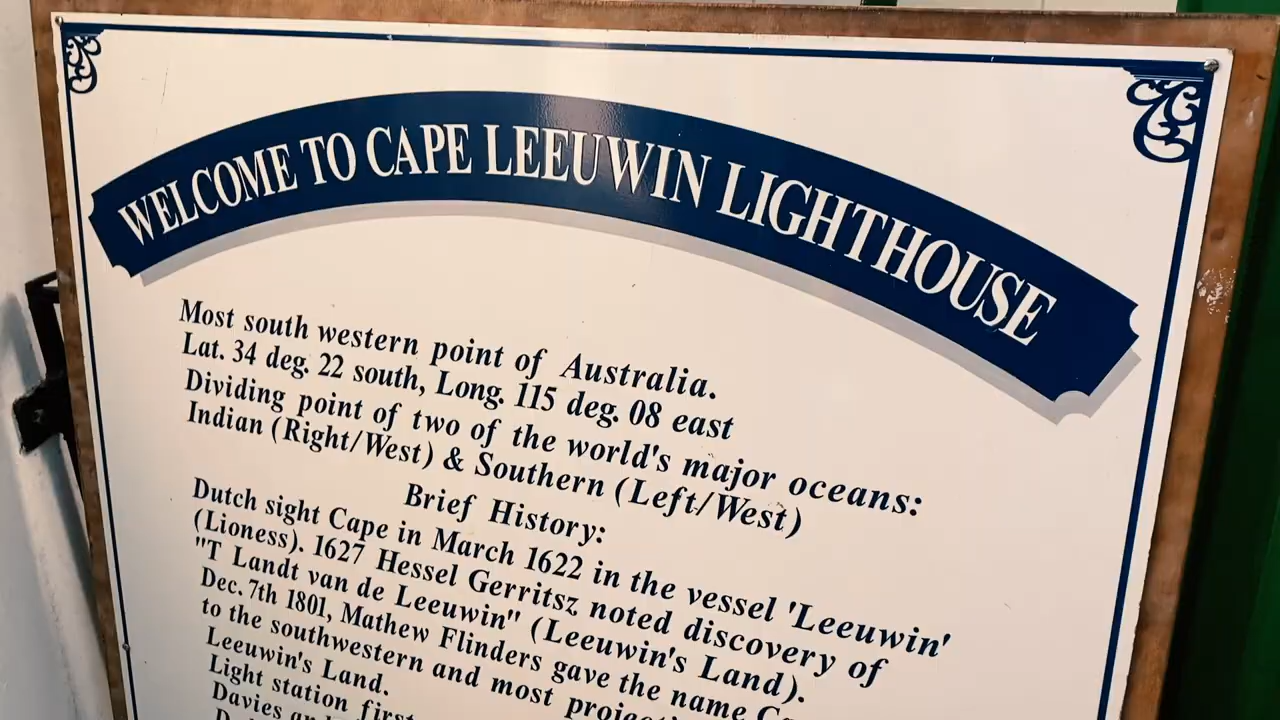 WELCOME TO CAPE LEEUWIN LIGHTHOUSE
Most south western point of Australia.
Lat. 34 deg. 22 south, Long. 115 deg. 08 east
Dividing point of two of the world's major oceans:
Indian (Right/West) & Southern (Left/West)
Brief History:
Dutch sight Cape in March 1622 in the vessel 'Leeuwin'
(Lioness). 1627 Hessel Gerritsz noted discovery of
"T Landt van de Leeuwin" (Leeuwin's Land).
Dec. 7th 1801, Mathew Flinders gave the name
to the southwestern and most
Leeuwin's Land.
Light station first
Davies